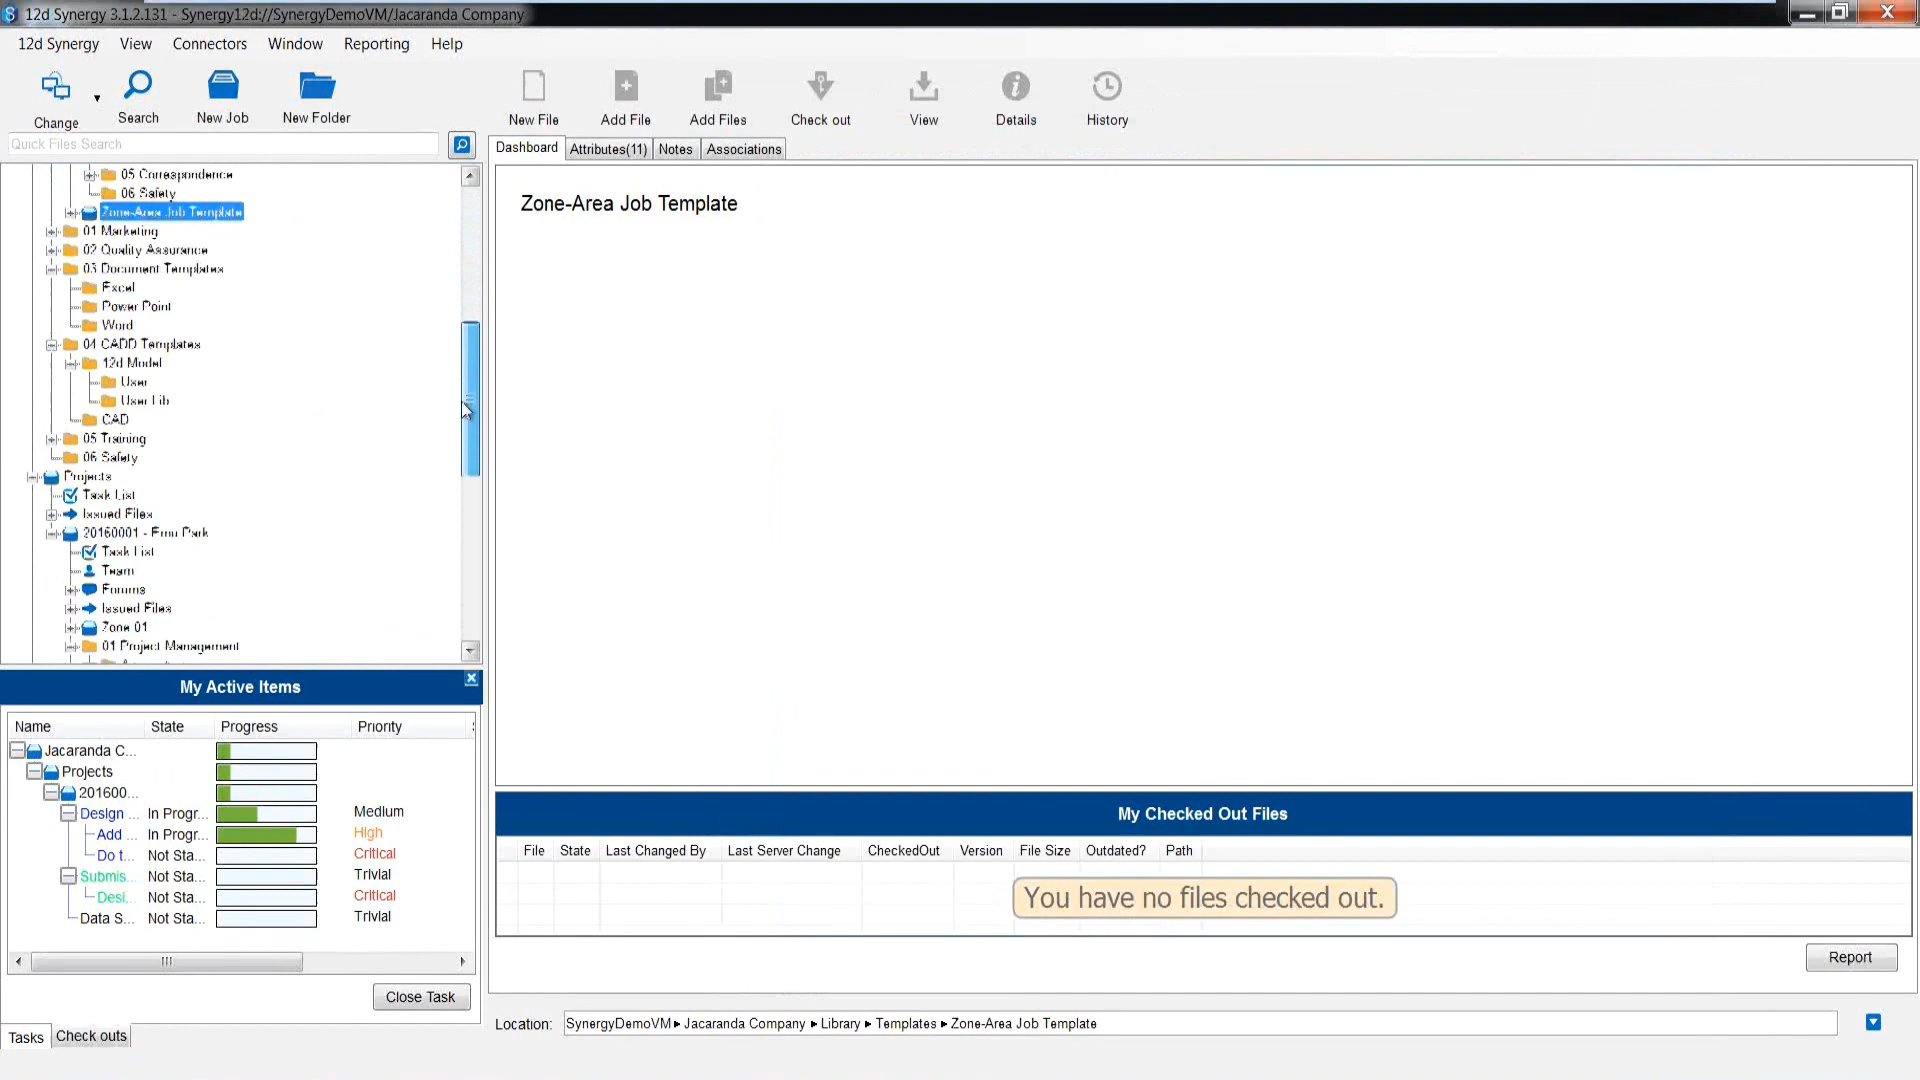 12d Synergy 3.1.2.131 - Synergy12d://SynergyDemoVM/Jacaranda Company
12d Synergy View Connectors Window Reporting Help
Change Search New Job New Folder New File Add File Add Files Check out View Details History
Quick Files Search
Dashboard Attributes(11) Notes Associations
05 Correspondence
06 Safety
Zone-Area Job Template
01 Marketing
02 Quality Assurance
03 Document Templates
Excel
Power Point
Word
04 CADD Templates
12d Model
User
User Lib
CAD
05 Training
06 Safety
Projects
Task List
Issued Files
20160001 - Emu Park
Task List
Team
Forums
Issued Files
Zone 01
01 Project Management
Zone-Area Job Template
My Active Items
Name State Progress Priority
Jacaranda C...
Projects
201600...
Design ... In Progr... Medium
Add ... In Progr... High
Do t... Not Sta... Critical
Submis... Not Sta... Trivial
Desi... Not Sta... Critical
Data S... Not Sta... Trivial
Close Task
Tasks Check outs
My Checked Out Files
File State Last Changed By Last Server Change CheckedOut Version File Size Outdated? Path
You have no files checked out.
Report
Location: SynergyDemoVM Jacaranda Company Library Templates Zone-Area Job Template